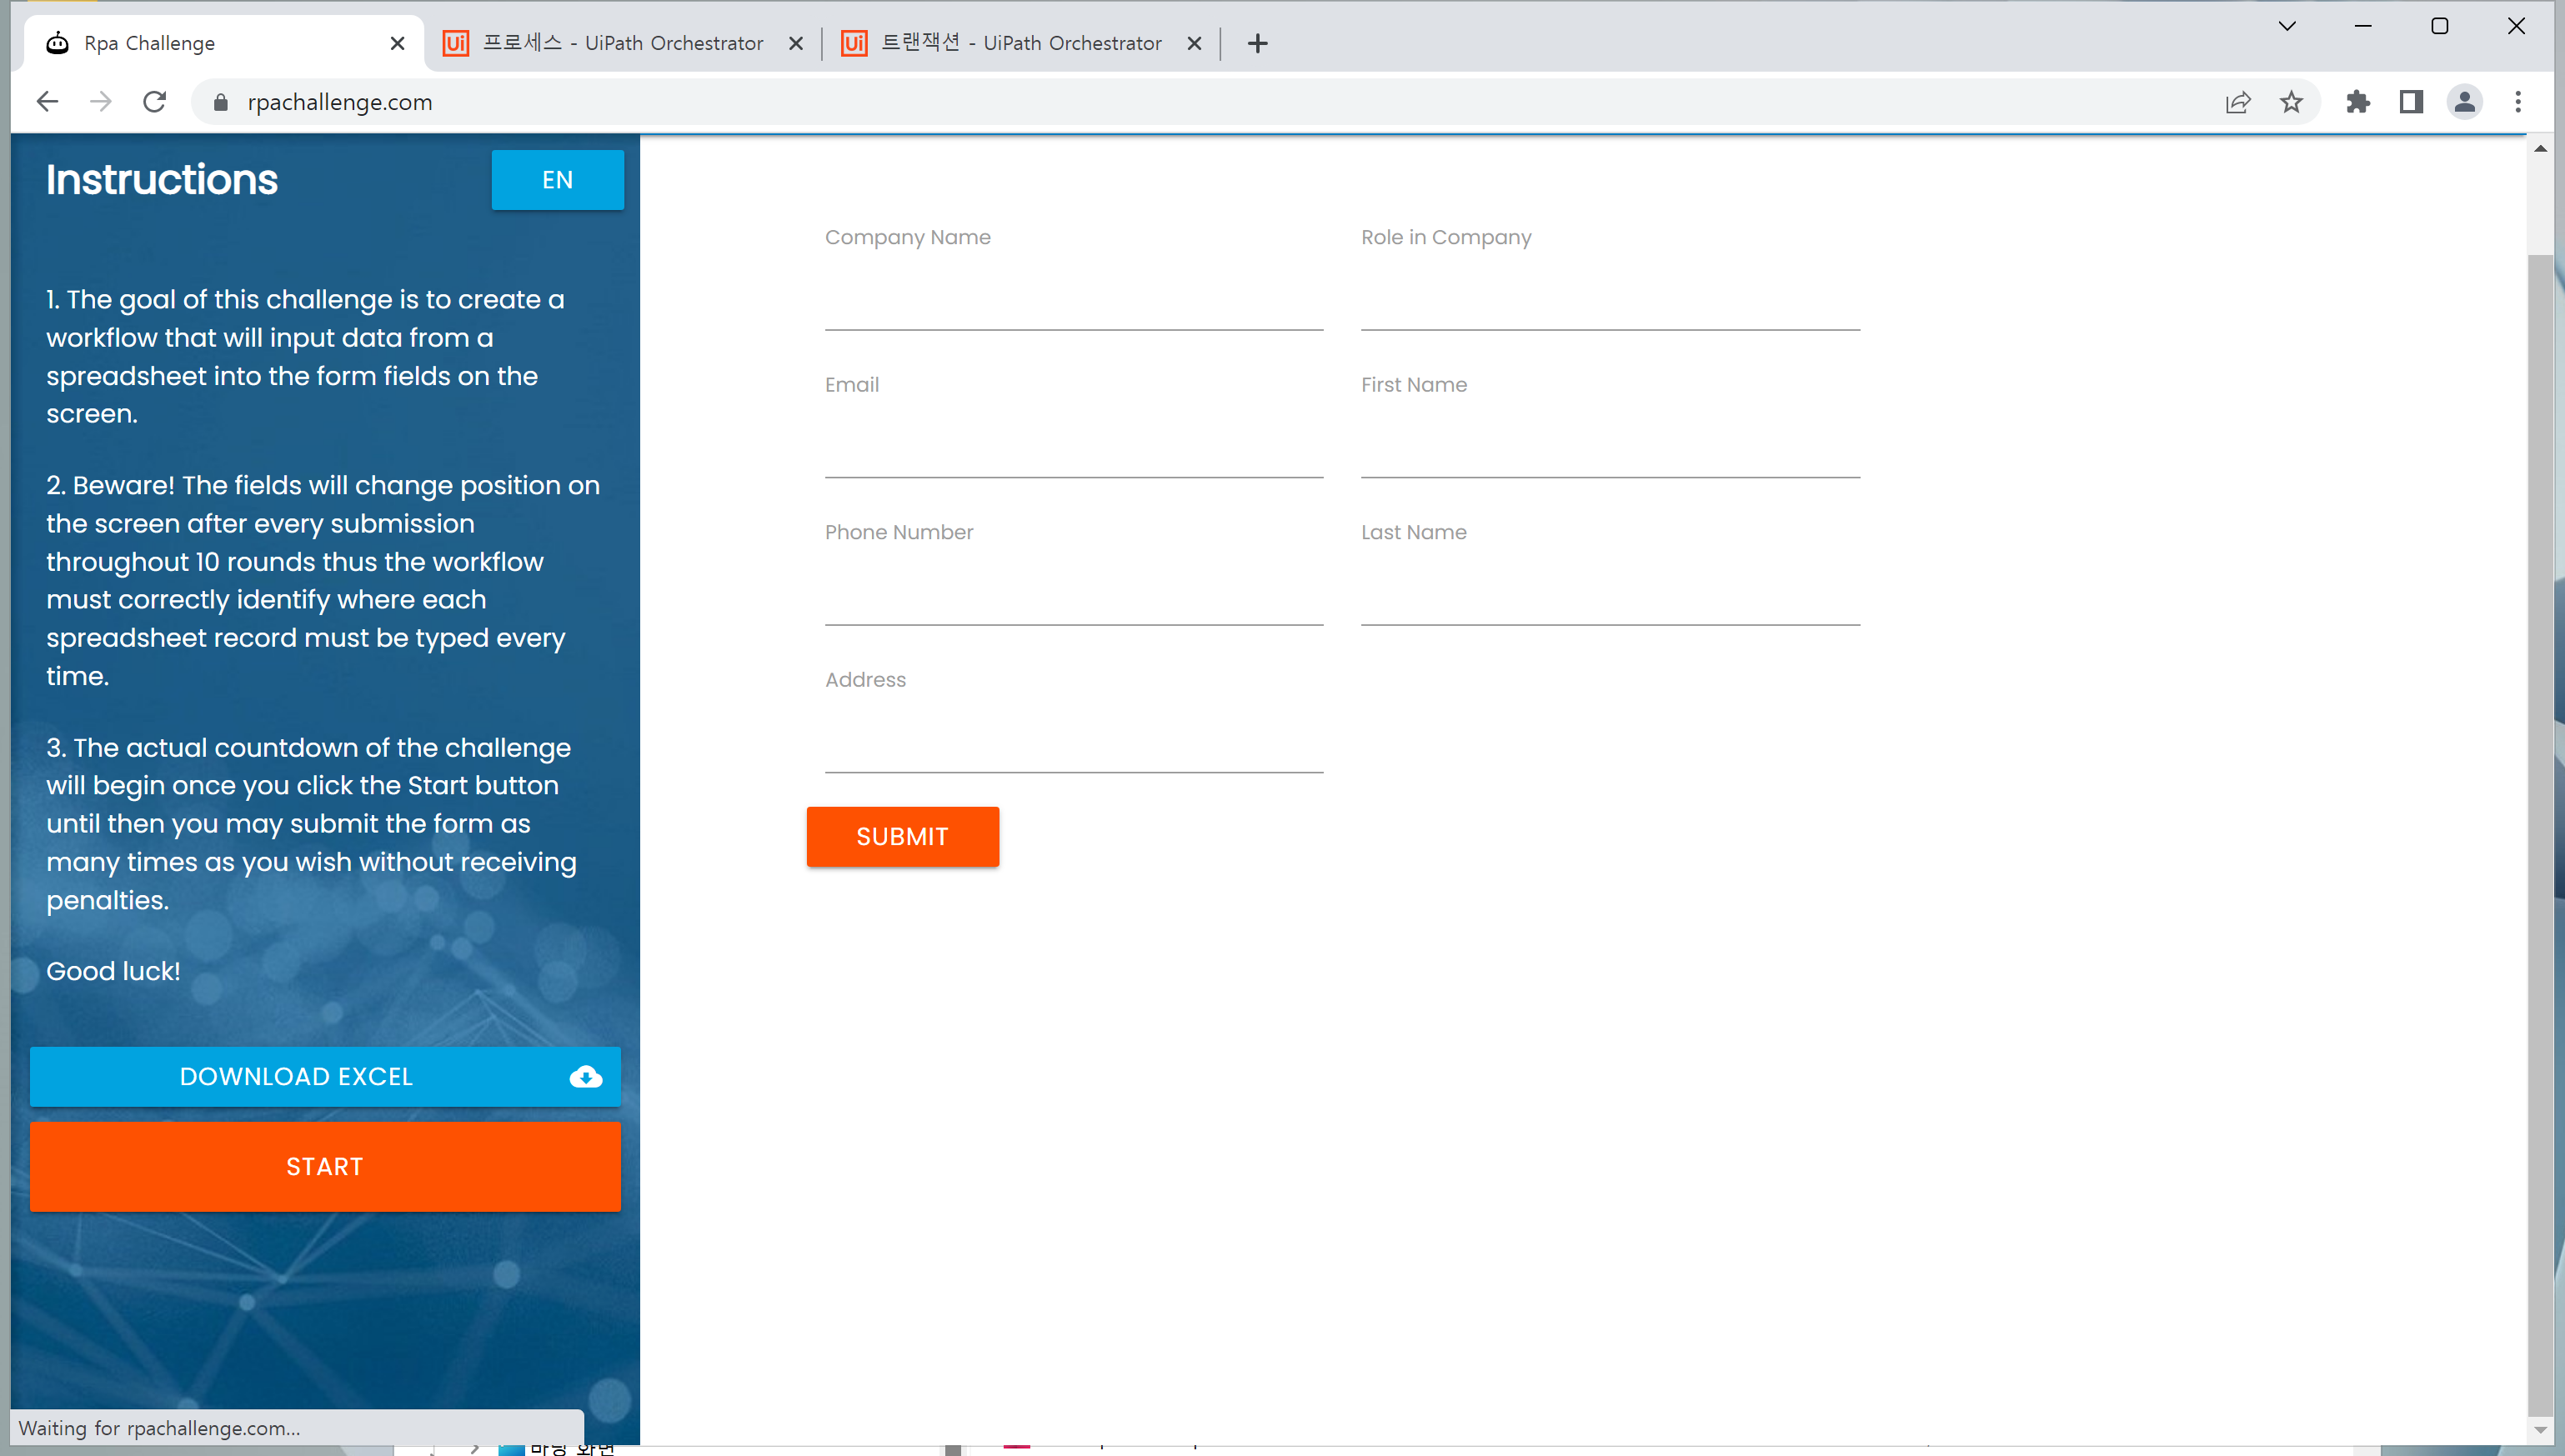 Rpa Challenge
Ui 프로세스 - UiPath Orchestrator
Ui 트랜잭션 - UiPath Orchestrator
rpachallenge.com
Instructions
EN
1. The goal of this challenge is to create a
workflow that will input data from a
spreadsheet into the form fields on the
screen.
2. Beware! The fields will change position on
the screen after every submission
throughout 10 rounds thus the workflow
must correctly identify where each
spreadsheet record must be typed every
time.
3. The actual countdown of the challenge
will begin once you click the Start button
until then you may submit the form as
many times as you wish without receiving
penalties.
Good luck!
DOWNLOAD EXCEL
START
Company Name
Role in Company
Email
First Name
Phone Number
Last Name
Address
SUBMIT
Waiting for rpachallenge.com...
바탕 화면